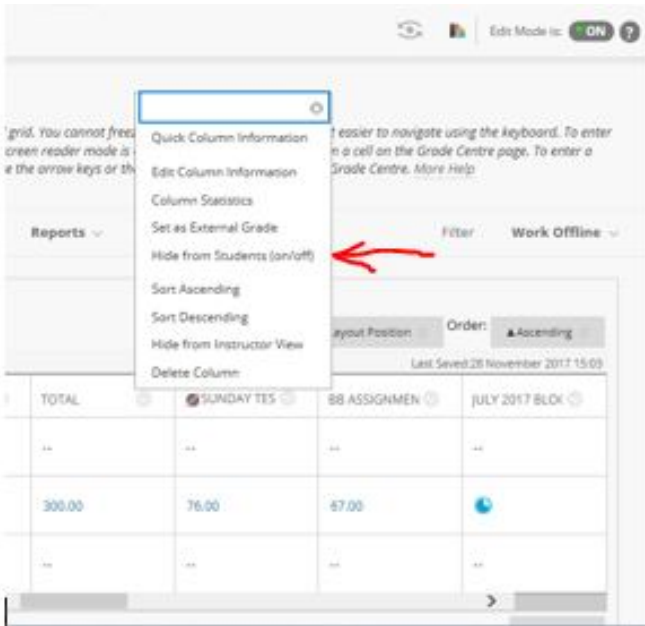 Edit Mode is: ON ?
Quick Column Information
grid. You cannot freez
t easier to navigate using the keyboard. To enter
creen reader mode is
n a cell on the Grade Centre page. To enter a
e the arrow keys or th
Grade Centre. More Help
Edit Column Information
Column Statistics
Set as External Grade
Hide from Students (on/off)
Sort Ascending
Sort Descending
Hide from Instructor View
Delete Column
Reports
Filter
Work Offline
ayout Position
Order:
▲Ascending
Last Saved:28 November 2017 15:03
TOTAL
SUNDAY TES
BB ASSIGNMEN
JULY 2017 BLOC
-- -- -- --
300.00 76.00 67.00
-- -- -- --